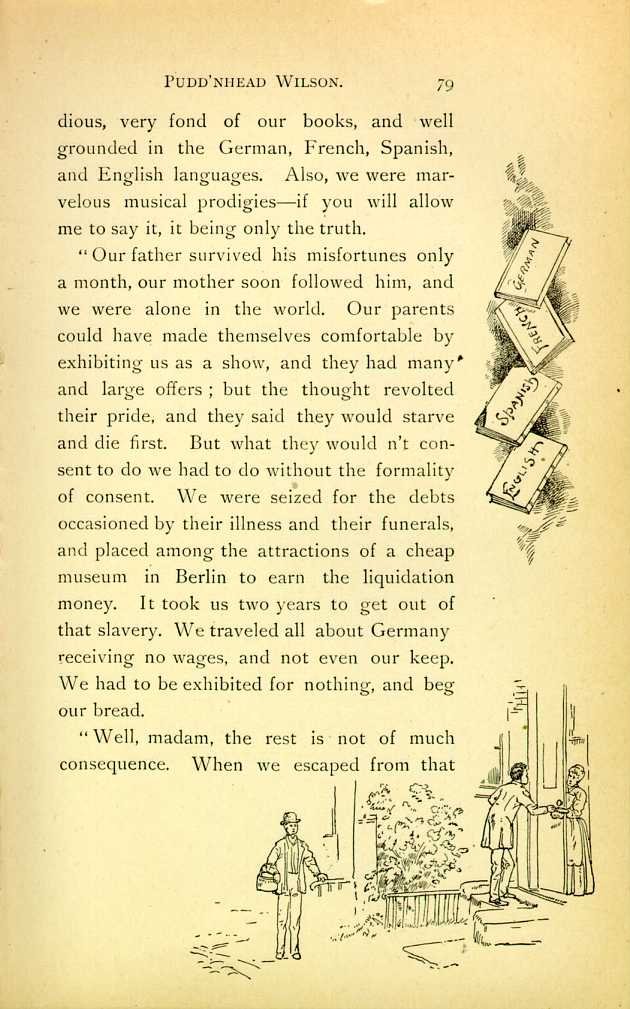 PUDD'NHEAD WILSON. 79
dious, very fond of our books, and well
grounded in the German, French, Spanish,
and English languages. Also, we were mar-
velous musical prodigies—if you will allow
me to say it, it being only the truth.
"Our father survived his misfortunes only
a month, our mother soon followed him, and
we were alone in the world. Our parents
could have made themselves comfortable by
exhibiting us as a show, and they had many
and large offers; but the thought revolted
their pride, and they said they would starve
and die first. But what they would n't con-
sent to do we had to do without the formality
of consent. We were seized for the debts
occasioned by their illness and their funerals,
and placed among the attractions of a cheap
museum in Berlin to earn the liquidation
money. It took us two years to get out of
that slavery. We traveled all about Germany
receiving no wages, and not even our keep.
We had to be exhibited for nothing, and beg
our bread.
"Well, madam, the rest is not of much
consequence. When we escaped from that
GERMAN
FRENCH
SPANISH
ENGLISH